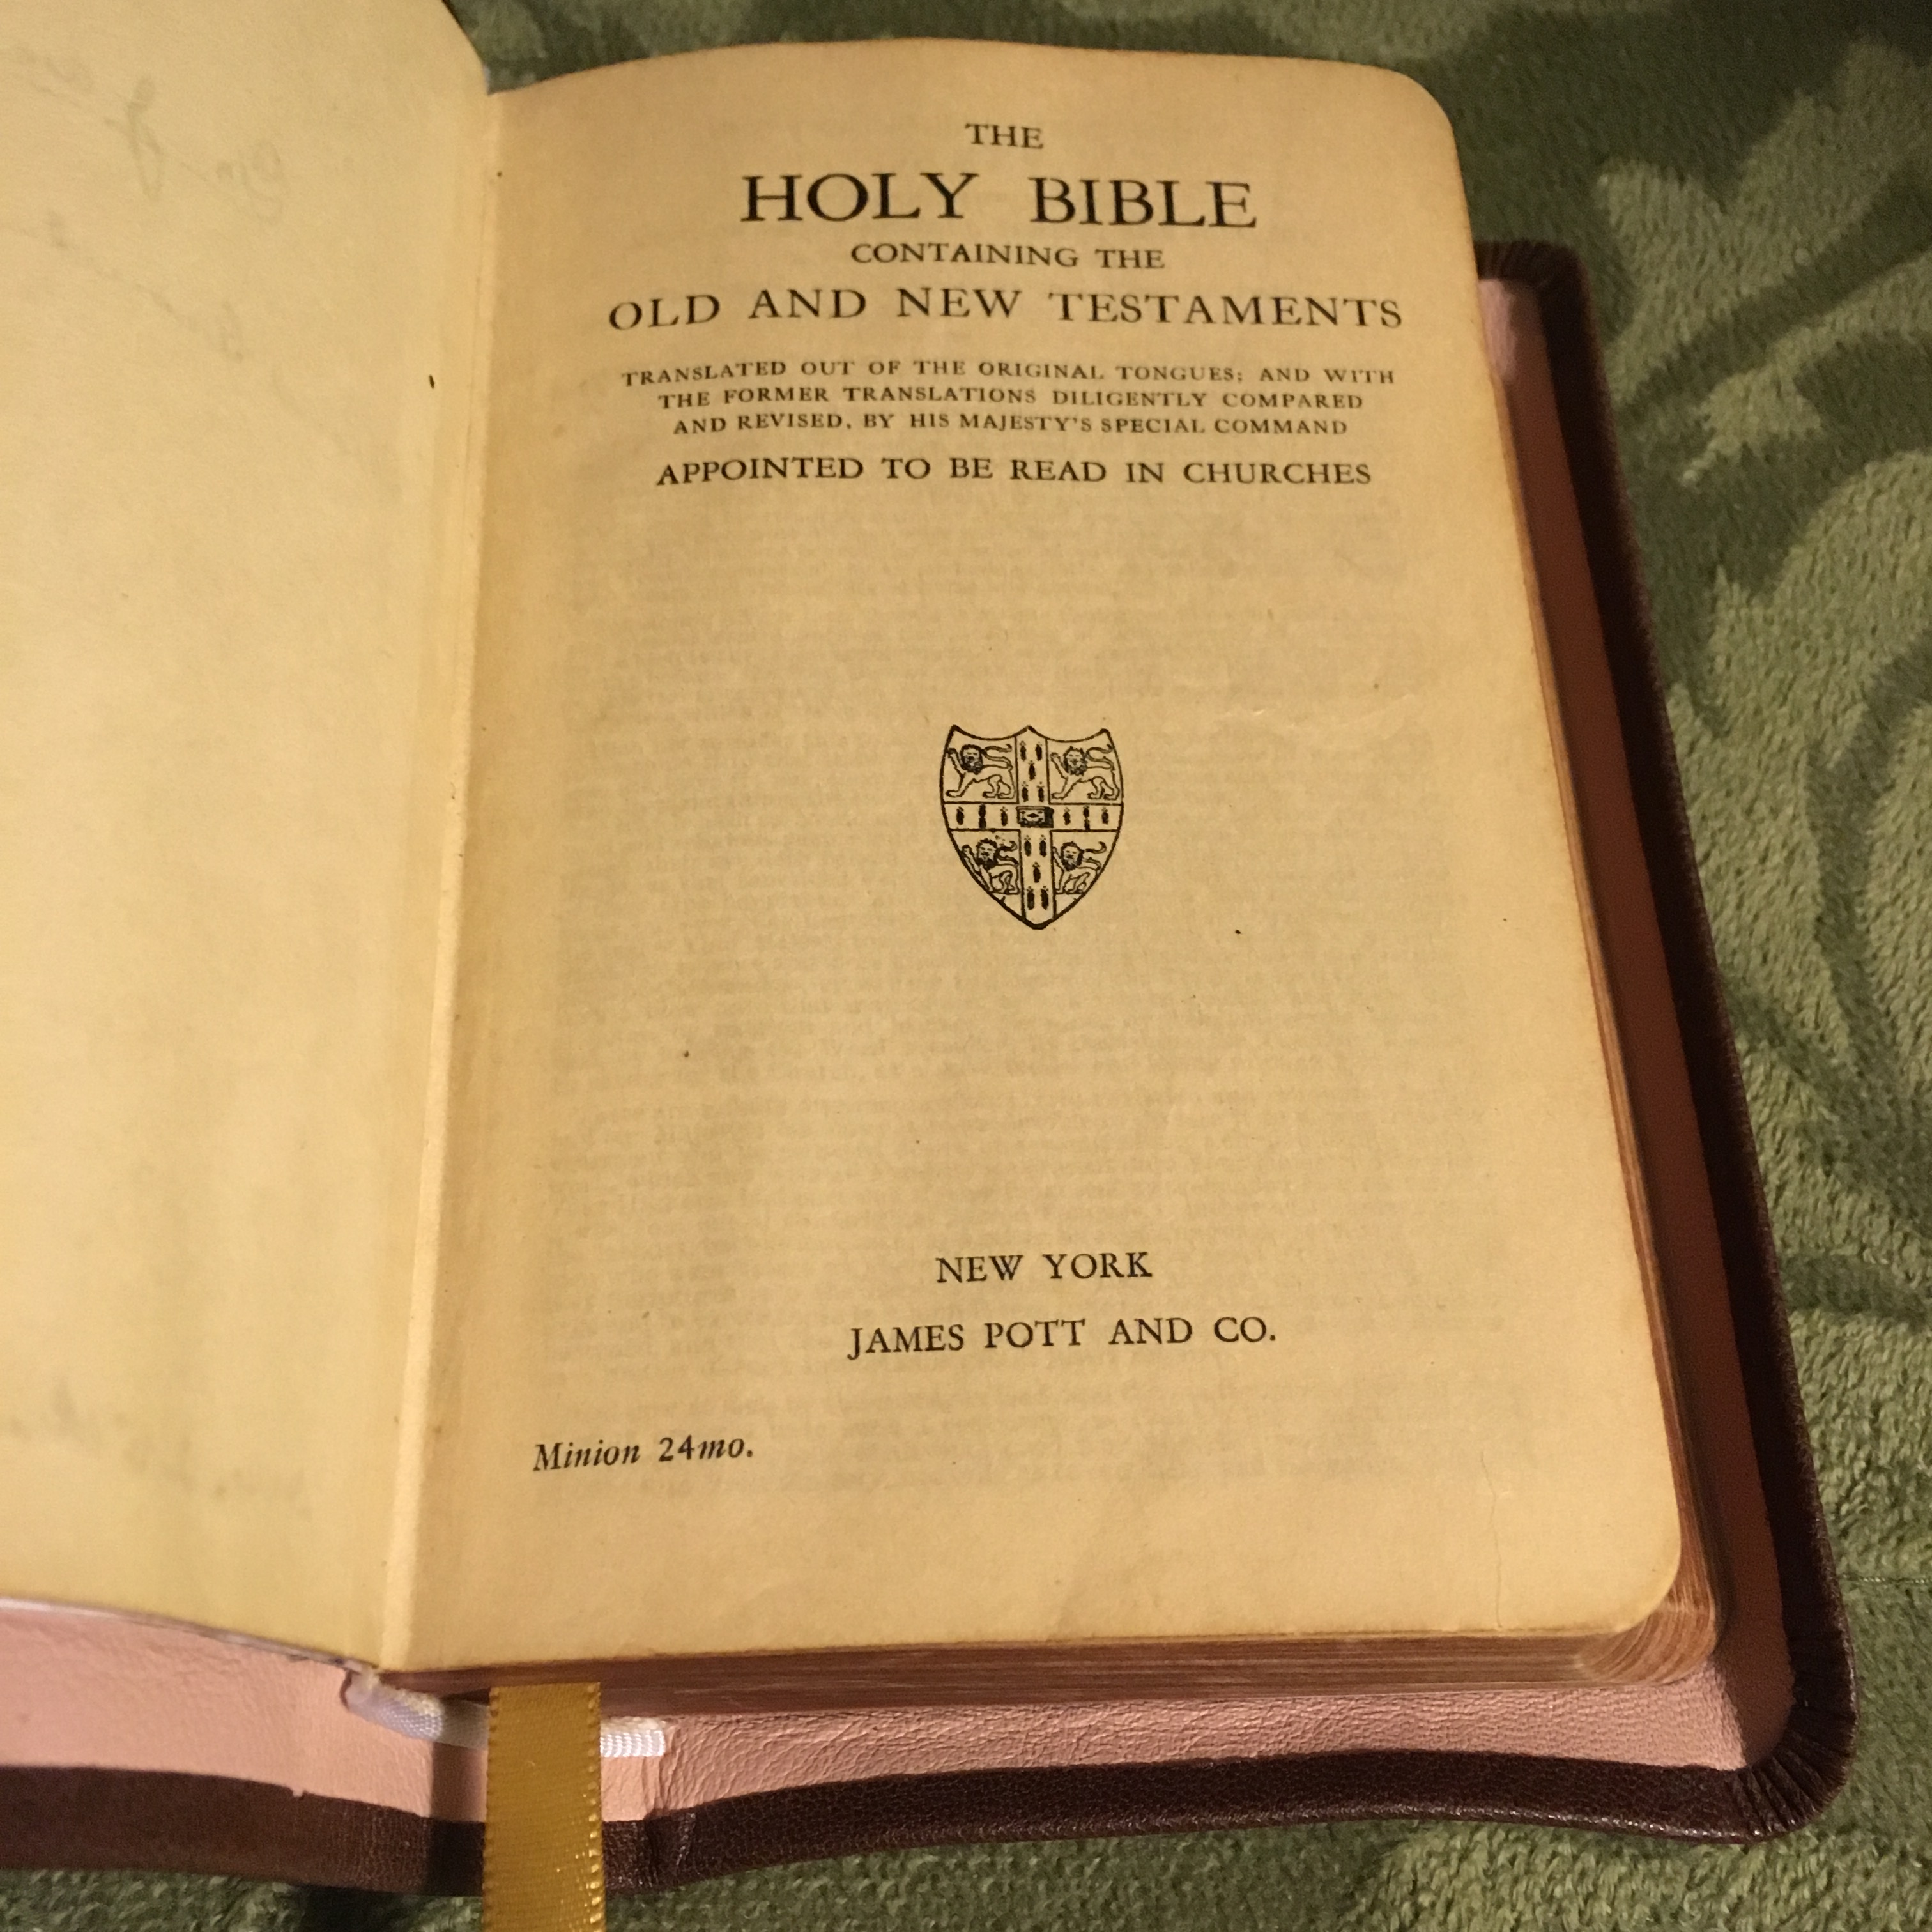 THE
HOLY BIBLE
CONTAINING THE
OLD AND NEW TESTAMENTS
TRANSLATED OUT OF THE ORIGINAL TONGUES; AND WITH
THE FORMER TRANSLATIONS DILIGENTLY COMPARED
AND REVISED, BY HIS MAJESTY'S SPECIAL COMMAND
APPOINTED TO BE READ IN CHURCHES
NEW YORK
JAMES POTT AND CO.
Minion 24mo.